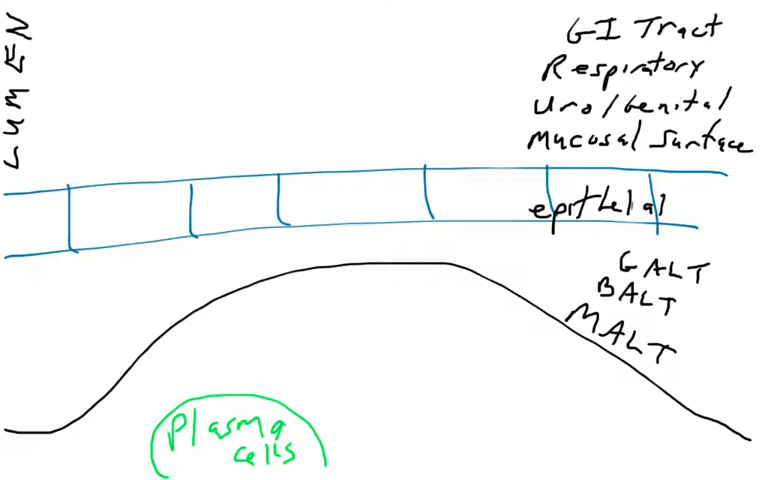 LUMEN
GI Tract
Respiratory
Uro/Genital
Mucosal Surface
epithelial
GALT
BALT
MALT
Plasma
cells